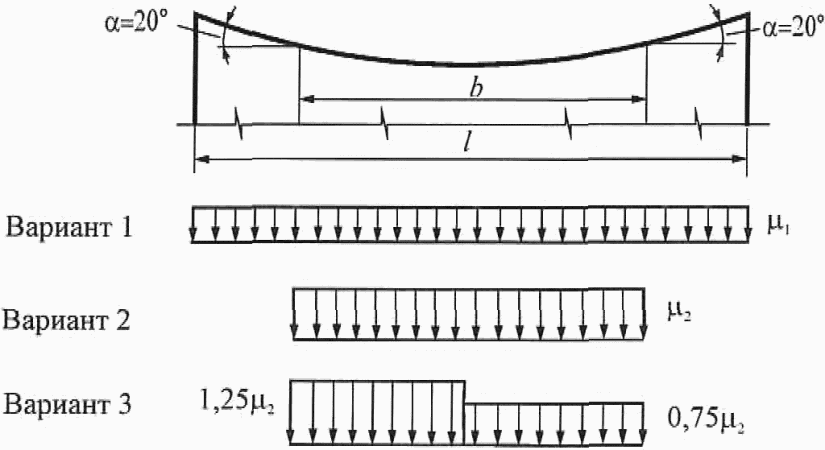 α=20°
α=20°
b
l
Вариант 1
μ₁
Вариант 2
μ₂
Вариант 3
1,25μ₂
0,75μ₂